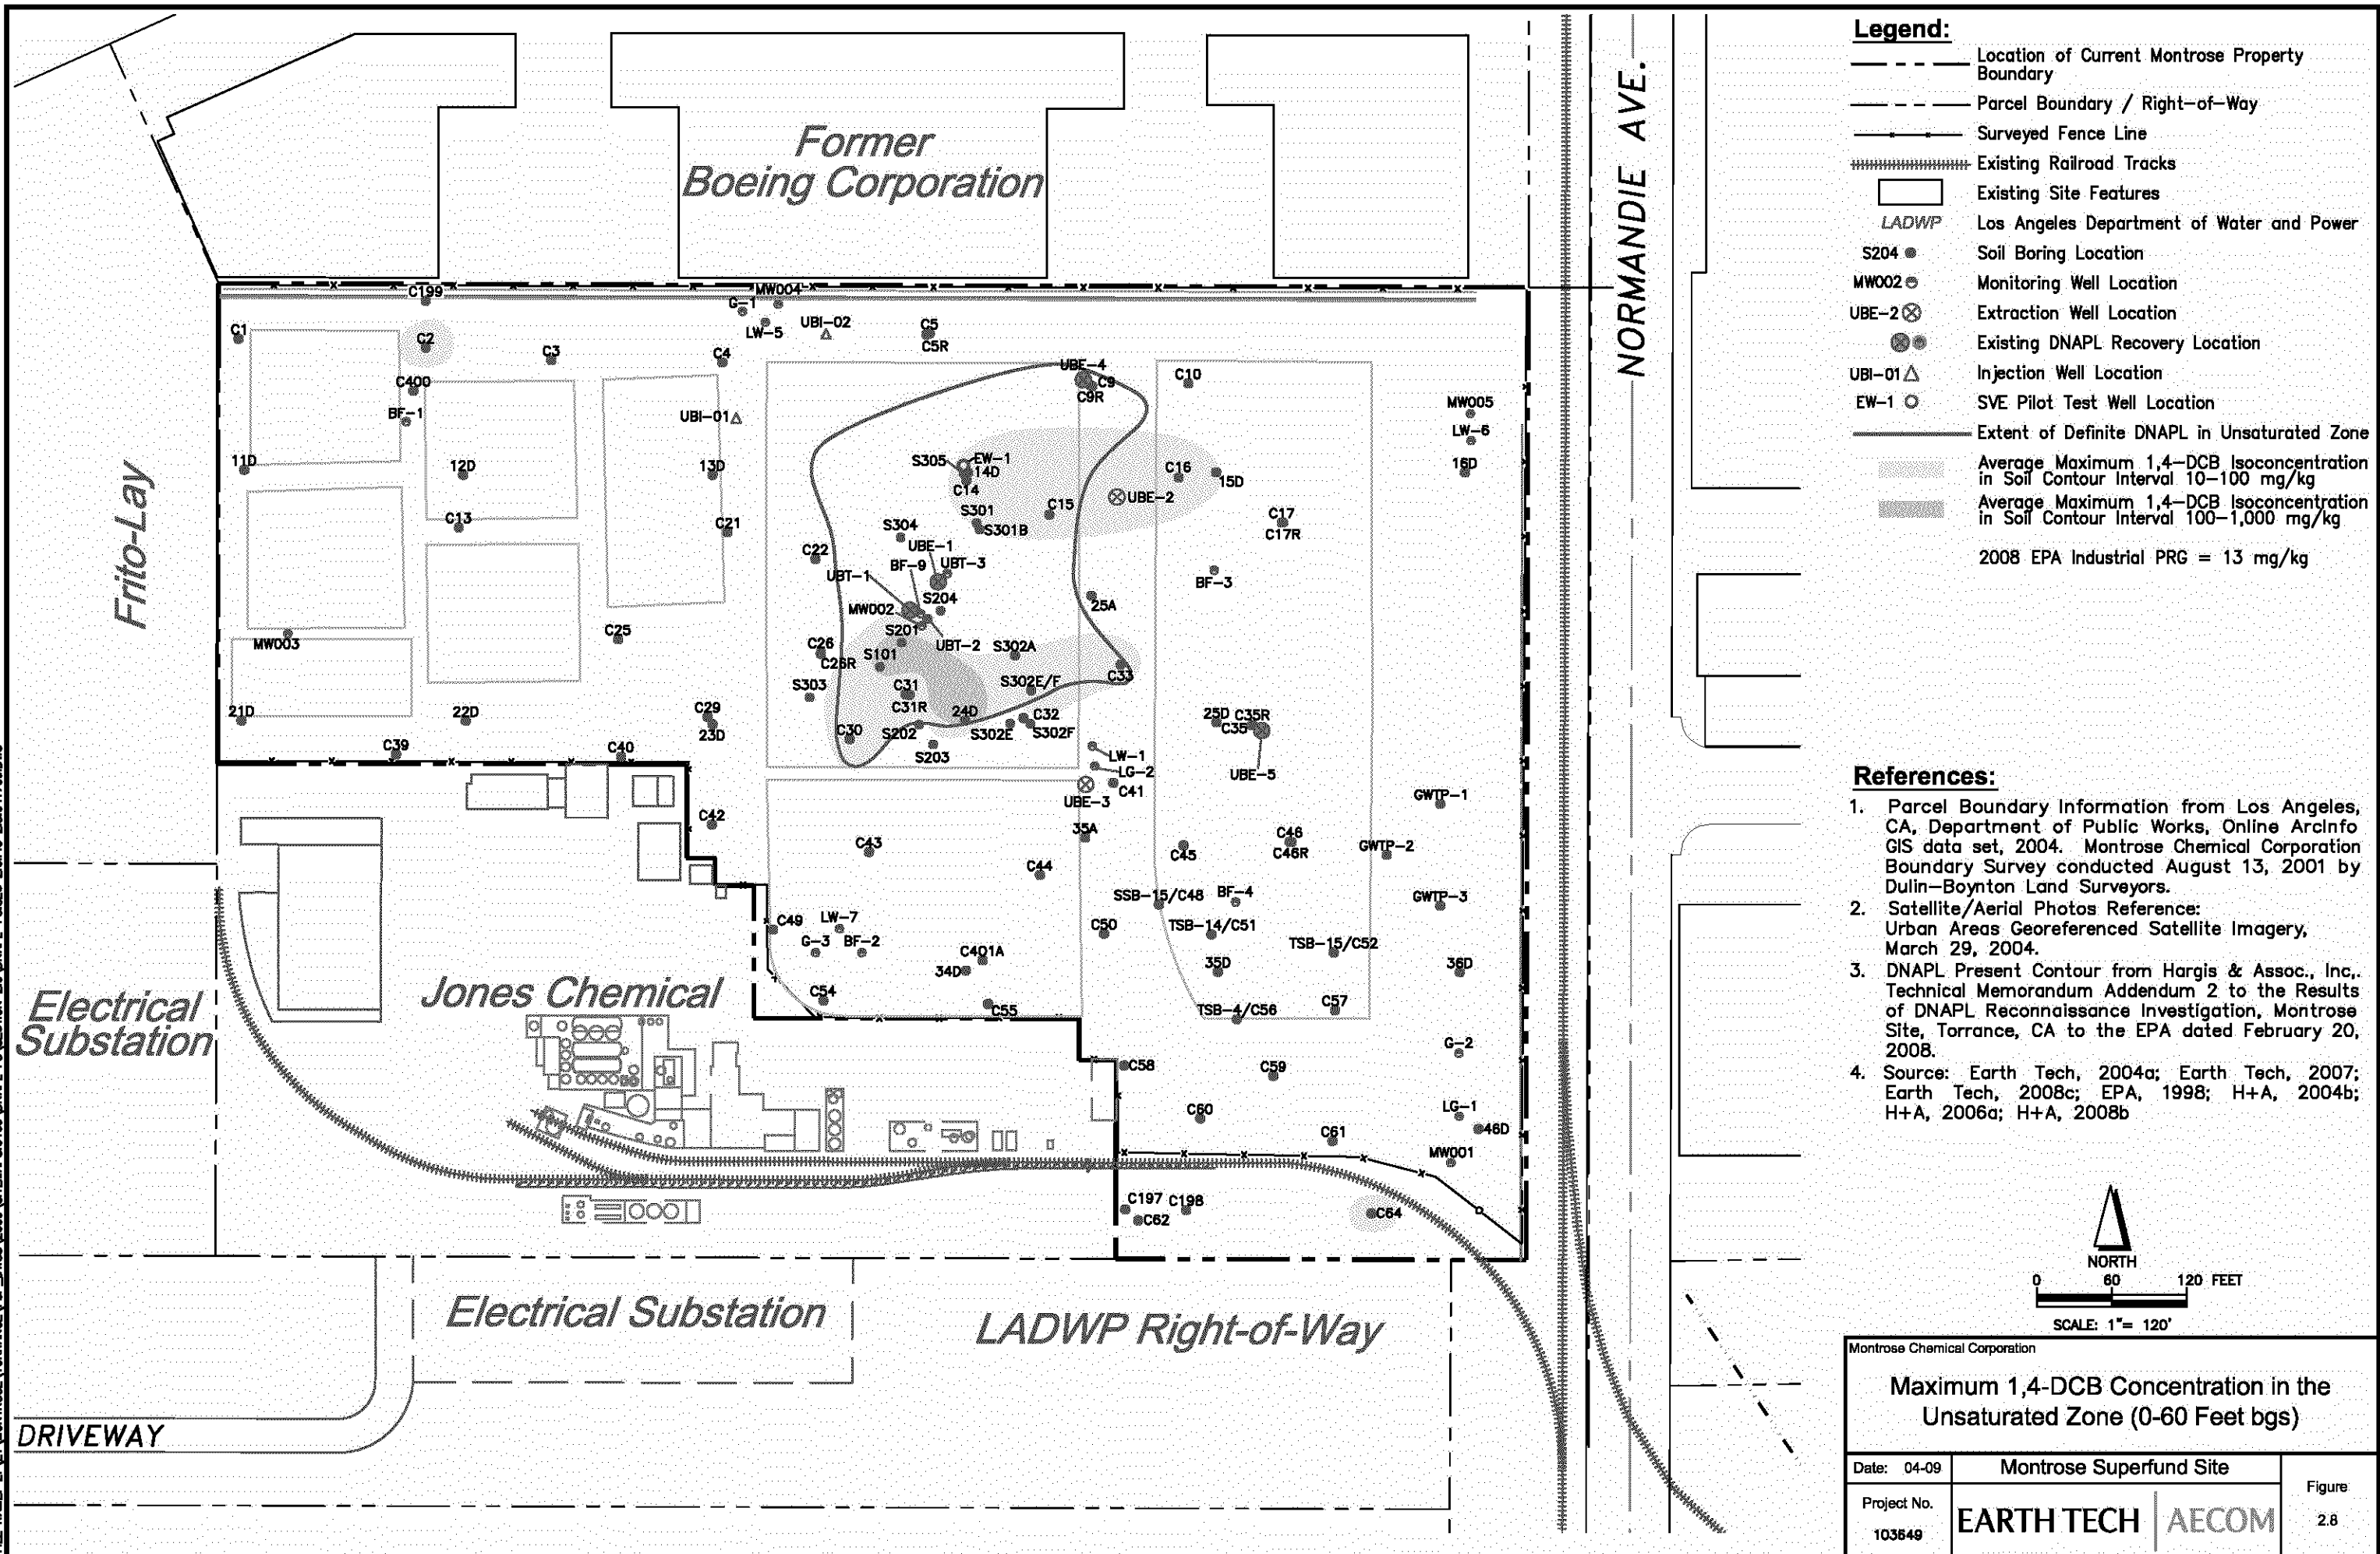 Former
Boeing Corporation
NORMANDIE AVE.
Frito-Lay
Electrical
Substation
Jones Chemical
Electrical Substation
LADWP Right-of-Way
DRIVEWAY
C199
G-1
MW004
LW-5
UBI-02
C5
C5R
C1
C2
C3
C4
C400
BF-1
UBI-01
UBE-4
C9
C9R
C10
MW005
LW-6
16D
11D
12D
13D
S305
EW-1
14D
C14
C16
15D
UBE-2
C15
C17
C17R
C13
C21
S301
S301B
S304
C22
UBE-1
BF-9
UBT-3
UBT-1
BF-3
S204
MW002
25A
MW003
C25
S201
UBT-2
C26
C26R
S101
S302A
C33
S303
C31
C31R
S302E/F
21D
22D
C29
23D
C30
S202
24D
C32
S302E
S302F
S203
25D
C35R
C35
UBE-5
C39
C40
LW-1
LG-2
C41
UBE-3
GWTP-1
C42
35A
C43
C44
C45
C46
C46R
GWTP-2
SSB-15/C48
BF-4
GWTP-3
C49
LW-7
G-3
BF-2
C50
TSB-14/C51
TSB-15/C52
C401A
34D
35D
36D
C54
C55
TSB-4/C56
C57
G-2
C58
C59
C60
LG-1
46D
C61
MW001
C197
C198
C62
C64
Legend:
Location of Current Montrose Property
Boundary
Parcel Boundary / Right-of-Way
Surveyed Fence Line
Existing Railroad Tracks
Existing Site Features
LADWP Los Angeles Department of Water and Power
S204 Soil Boring Location
MW002 Monitoring Well Location
UBE-2 Extraction Well Location
Existing DNAPL Recovery Location
UBI-01 Injection Well Location
EW-1 SVE Pilot Test Well Location
Extent of Definite DNAPL in Unsaturated Zone
Average Maximum 1,4-DCB Isoconcentration
in Soil Contour Interval 10-100 mg/kg
Average Maximum 1,4-DCB Isoconcentration
in Soil Contour Interval 100-1,000 mg/kg
2008 EPA Industrial PRG = 13 mg/kg
References:
1. Parcel Boundary Information from Los Angeles,
CA, Department of Public Works, Online ArcInfo
GIS data set, 2004. Montrose Chemical Corporation
Boundary Survey conducted August 13, 2001 by
Dulin-Boynton Land Surveyors.
2. Satellite/Aerial Photos Reference:
Urban Areas Georeferenced Satellite Imagery,
March 29, 2004.
3. DNAPL Present Contour from Hargis & Assoc., Inc,.
Technical Memorandum Addendum 2 to the Results
of DNAPL Reconnaissance Investigation, Montrose
Site, Torrance, CA to the EPA dated February 20,
2008.
4. Source: Earth Tech, 2004a; Earth Tech, 2007;
Earth Tech, 2008c; EPA, 1998; H+A, 2004b;
H+A, 2006a; H+A, 2008b
NORTH
0 60 120 FEET
SCALE: 1"= 120'
Montrose Chemical Corporation
Maximum 1,4-DCB Concentration in the
Unsaturated Zone (0-60 Feet bgs)
Date: 04-09
Montrose Superfund Site
Project No.
103649
EARTH TECH | AECOM
Figure
2.8